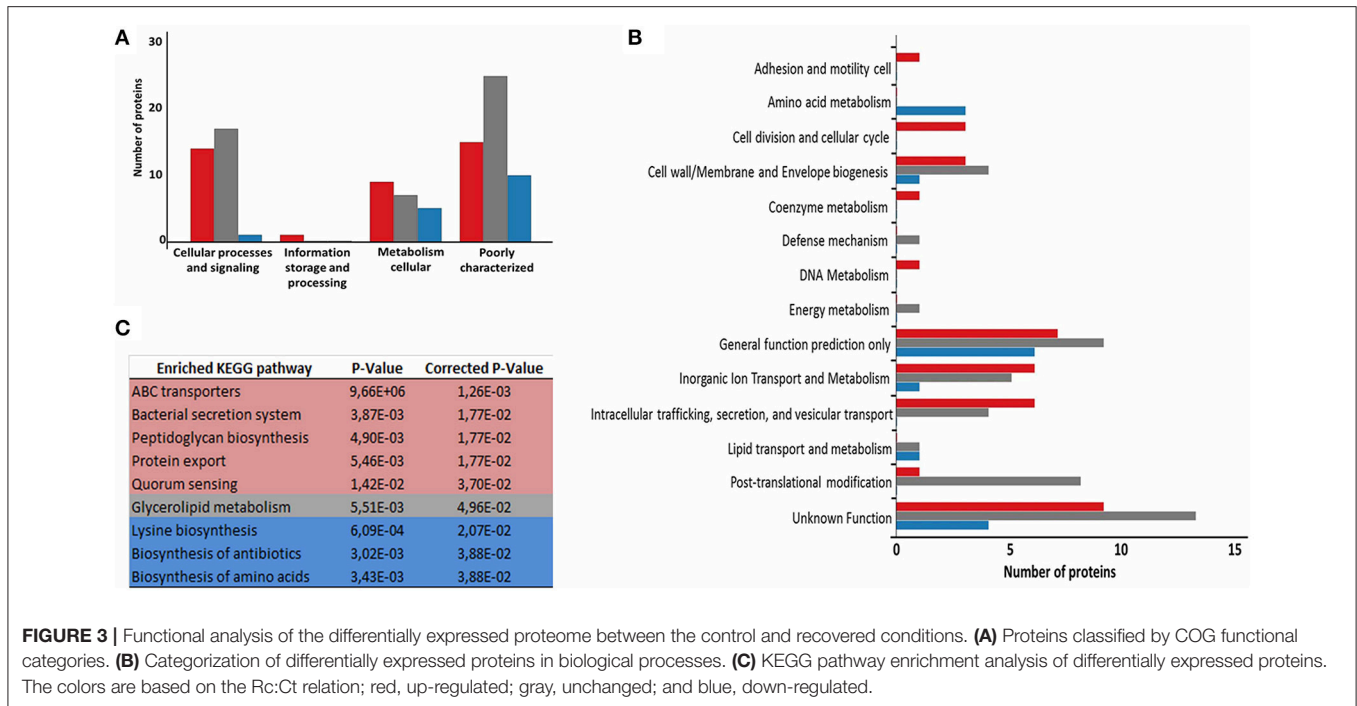 A
30
20
10
0
Number of proteins
Cellular processes
and signaling
Information
storage and
processing
Metabolism
cellular
Poorly
characterized
B
Adhesion and motility cell
Amino acid metabolism
Cell division and cellular cycle
Cell wall/Membrane and Envelope biogenesis
Coenzyme metabolism
Defense mechanism
DNA Metabolism
Energy metabolism
General function prediction only
Inorganic Ion Transport and Metabolism
Intracellular trafficking, secretion, and vesicular transport
Lipid transport and metabolism
Post-translational modification
Unknown Function
0 5 10 15
Number of proteins
C
Enriched KEGG pathway P-Value Corrected P-Value
ABC transporters 9,66E+06 1,26E-03
Bacterial secretion system 3,87E-03 1,77E-02
Peptidoglycan biosynthesis 4,90E-03 1,77E-02
Protein export 5,46E-03 1,77E-02
Quorum sensing 1,42E-02 3,70E-02
Glycerolipid metabolism 5,51E-03 4,96E-02
Lysine biosynthesis 6,09E-04 2,07E-02
Biosynthesis of antibiotics 3,02E-03 3,88E-02
Biosynthesis of amino acids 3,43E-03 3,88E-02
FIGURE 3 | Functional analysis of the differentially expressed proteome between the control and recovered conditions. (A) Proteins classified by COG functional
categories. (B) Categorization of differentially expressed proteins in biological processes. (C) KEGG pathway enrichment analysis of differentially expressed proteins.
The colors are based on the Rc:Ct relation; red, up-regulated; gray, unchanged; and blue, down-regulated.